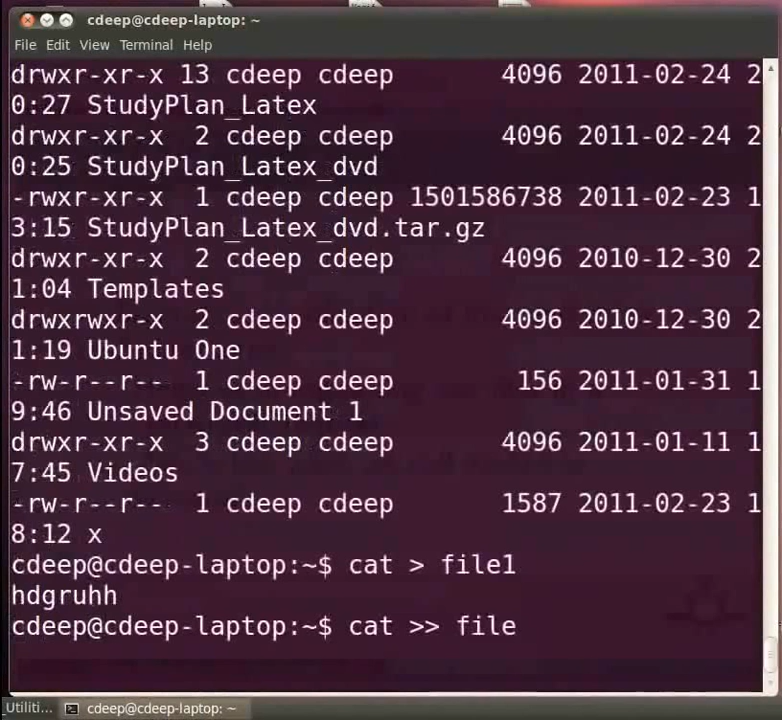 cdeep@cdeep-laptop: ~
File Edit View Terminal Help
drwxr-xr-x 13 cdeep cdeep 4096 2011-02-24 2
0:27 StudyPlan_Latex
drwxr-xr-x 2 cdeep cdeep 4096 2011-02-24 2
0:25 StudyPlan_Latex_dvd
-rwxr-xr-x 1 cdeep cdeep 1501586738 2011-02-23 1
3:15 StudyPlan_Latex_dvd.tar.gz
drwxr-xr-x 2 cdeep cdeep 4096 2010-12-30 2
1:04 Templates
drwxrwxr-x 2 cdeep cdeep 4096 2010-12-30 2
1:19 Ubuntu One
-rw-r--r-- 1 cdeep cdeep 156 2011-01-31 1
9:46 Unsaved Document 1
drwxr-xr-x 3 cdeep cdeep 4096 2011-01-11 1
7:45 Videos
-rw-r--r-- 1 cdeep cdeep 1587 2011-02-23 1
8:12 x
cdeep@cdeep-laptop:~$ cat > file1
hdgruhh
cdeep@cdeep-laptop:~$ cat >> file
Utiliti... cdeep@cdeep-laptop: ~